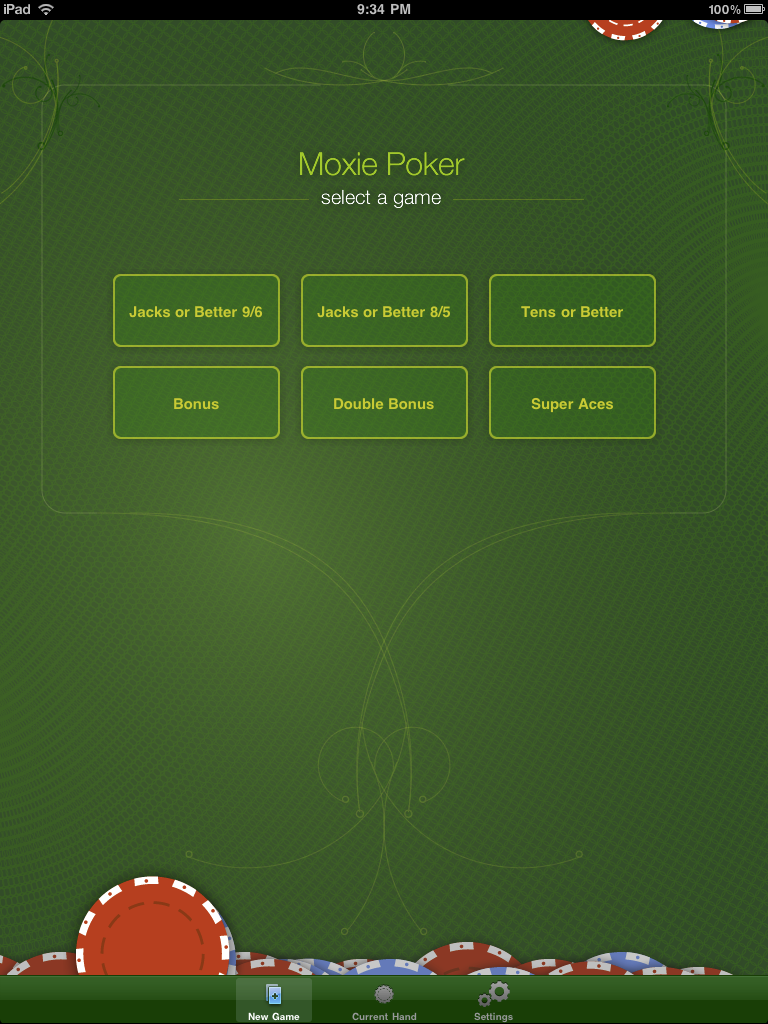 iPad 9:34 PM 100%
Moxie Poker
select a game
Jacks or Better 9/6 Jacks or Better 8/5 Tens or Better
Bonus Double Bonus Super Aces
New Game Current Hand Settings